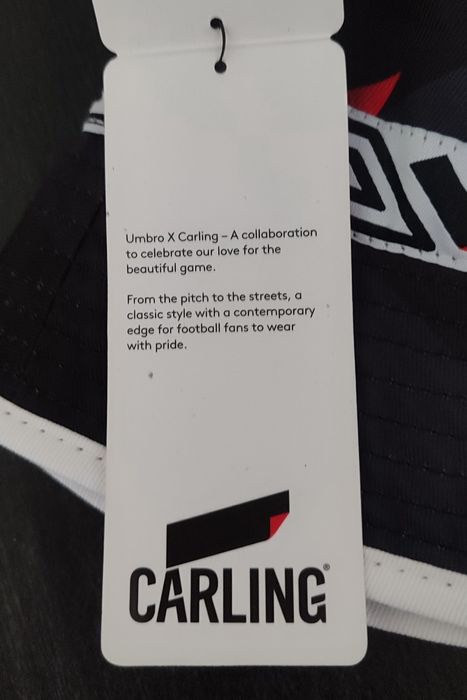 Umbro X Carling – A collaboration
to celebrate our love for the
beautiful game.
From the pitch to the streets, a
classic style with a contemporary
edge for football fans to wear
with pride.
CARLING®